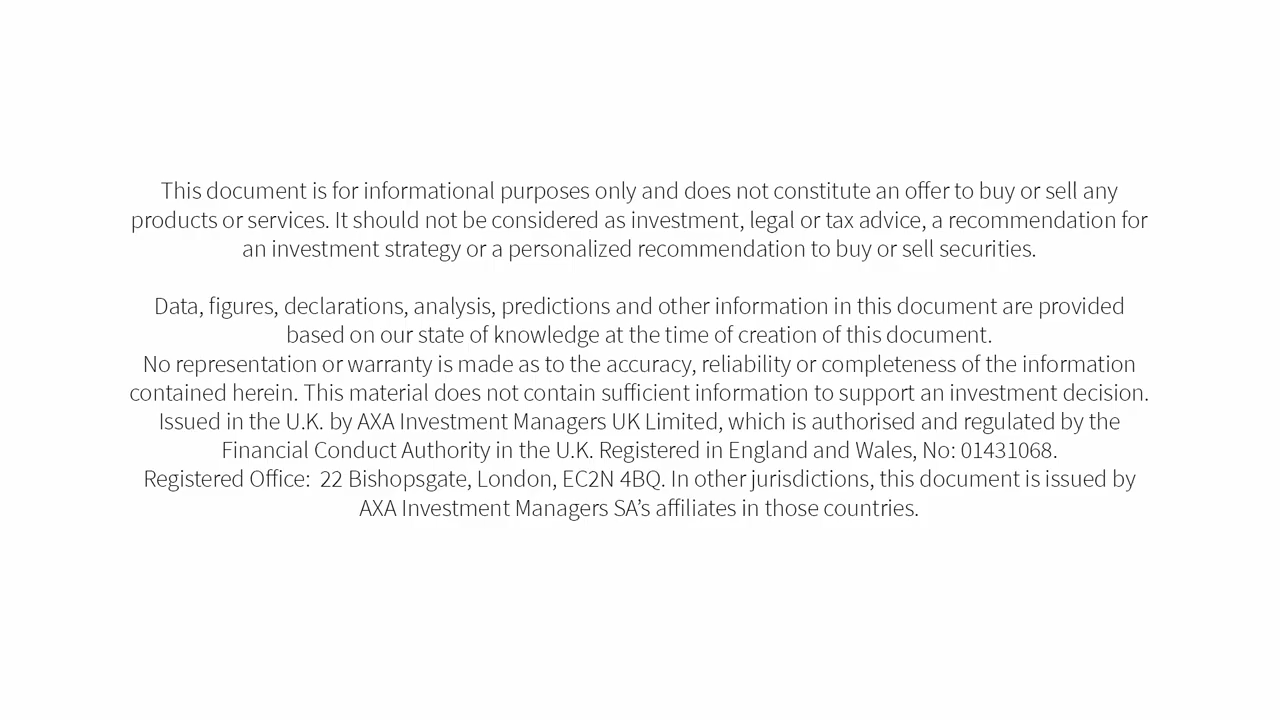 This document is for informational purposes only and does not constitute an offer to buy or sell any
products or services. It should not be considered as investment, legal or tax advice, a recommendation for
an investment strategy or a personalized recommendation to buy or sell securities.
Data, figures, declarations, analysis, predictions and other information in this document are provided
based on our state of knowledge at the time of creation of this document.
No representation or warranty is made as to the accuracy, reliability or completeness of the information
contained herein. This material does not contain sufficient information to support an investment decision.
Issued in the U.K. by AXA Investment Managers UK Limited, which is authorised and regulated by the
Financial Conduct Authority in the U.K. Registered in England and Wales, No: 01431068.
Registered Office:  22 Bishopsgate, London, EC2N 4BQ. In other jurisdictions, this document is issued by
AXA Investment Managers SA’s affiliates in those countries.